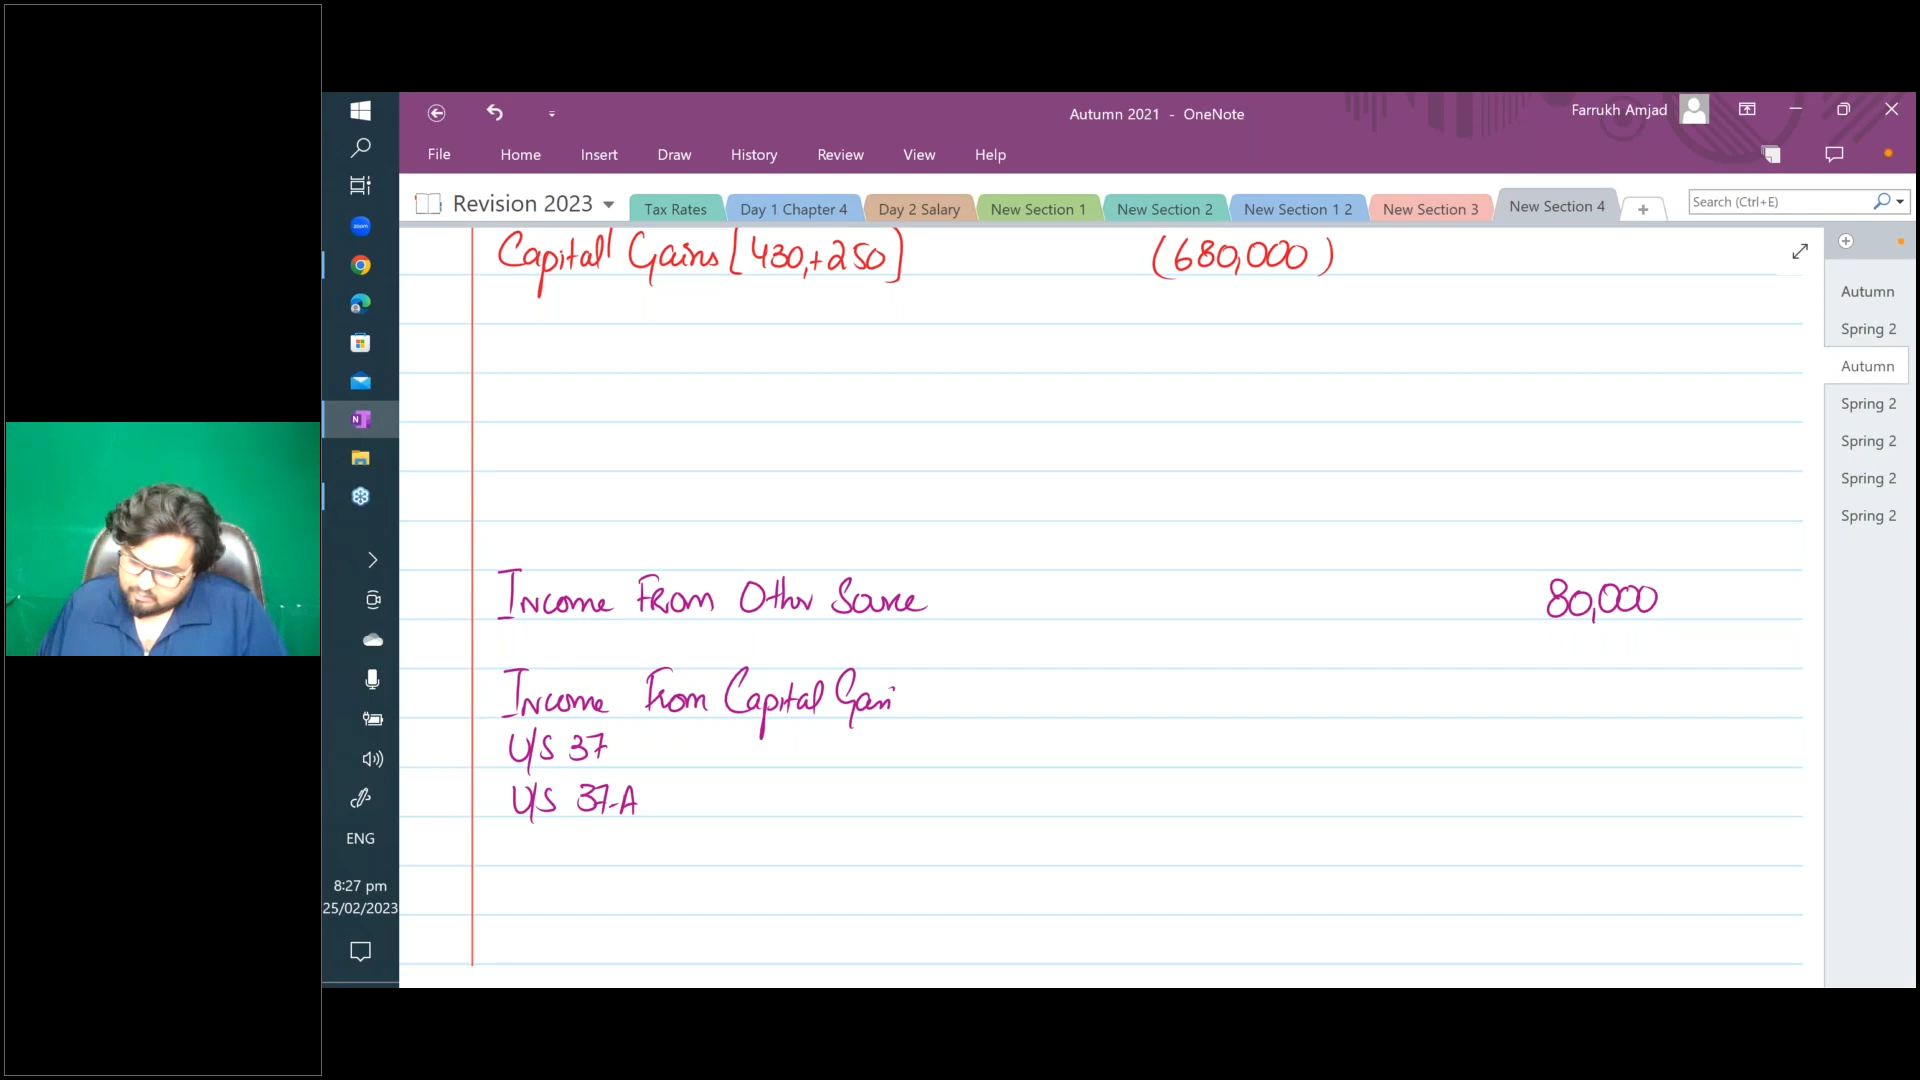 Autumn 2021 - OneNote
Farrukh Amjad
File Home Insert Draw History Review View Help
Revision 2023
Tax Rates
Day 1 Chapter 4
Day 2 Salary
New Section 1
New Section 2
New Section 1 2
New Section 3
New Section 4
Search (Ctrl+E)
zoom
Capital Gains [430,+250] (680,000)
Income From Other Source 80,000
Income From Capital Gain
U/S 37
U/S 37-A
Autumn
Spring 2
Autumn
Spring 2
Spring 2
Spring 2
Spring 2
ENG
8:27 pm
25/02/2023